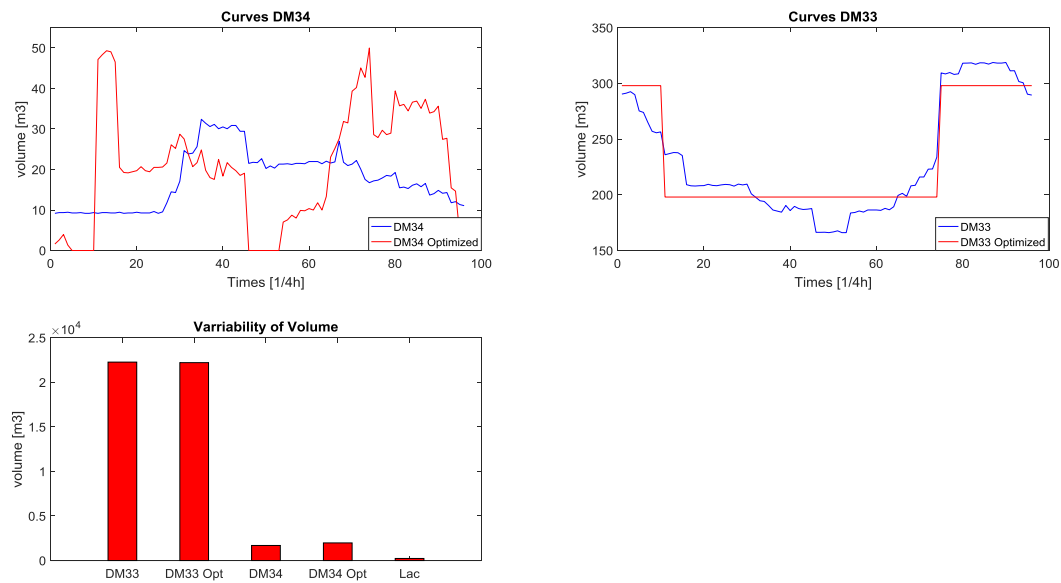 Curves DM34
volume [m3]
50
40
30
20
10
0
0 20 40 60 80 100
Times [1/4h]
DM34
DM34 Optimized
Curves DM33
volume [m3]
350
300
250
200
150
0 20 40 60 80 100
Times [1/4h]
DM33
DM33 Optimized
Varriability of Volume
×10^4
volume [m3]
2.5
2
1.5
1
0.5
0
DM33 DM33 Opt DM34 DM34 Opt Lac